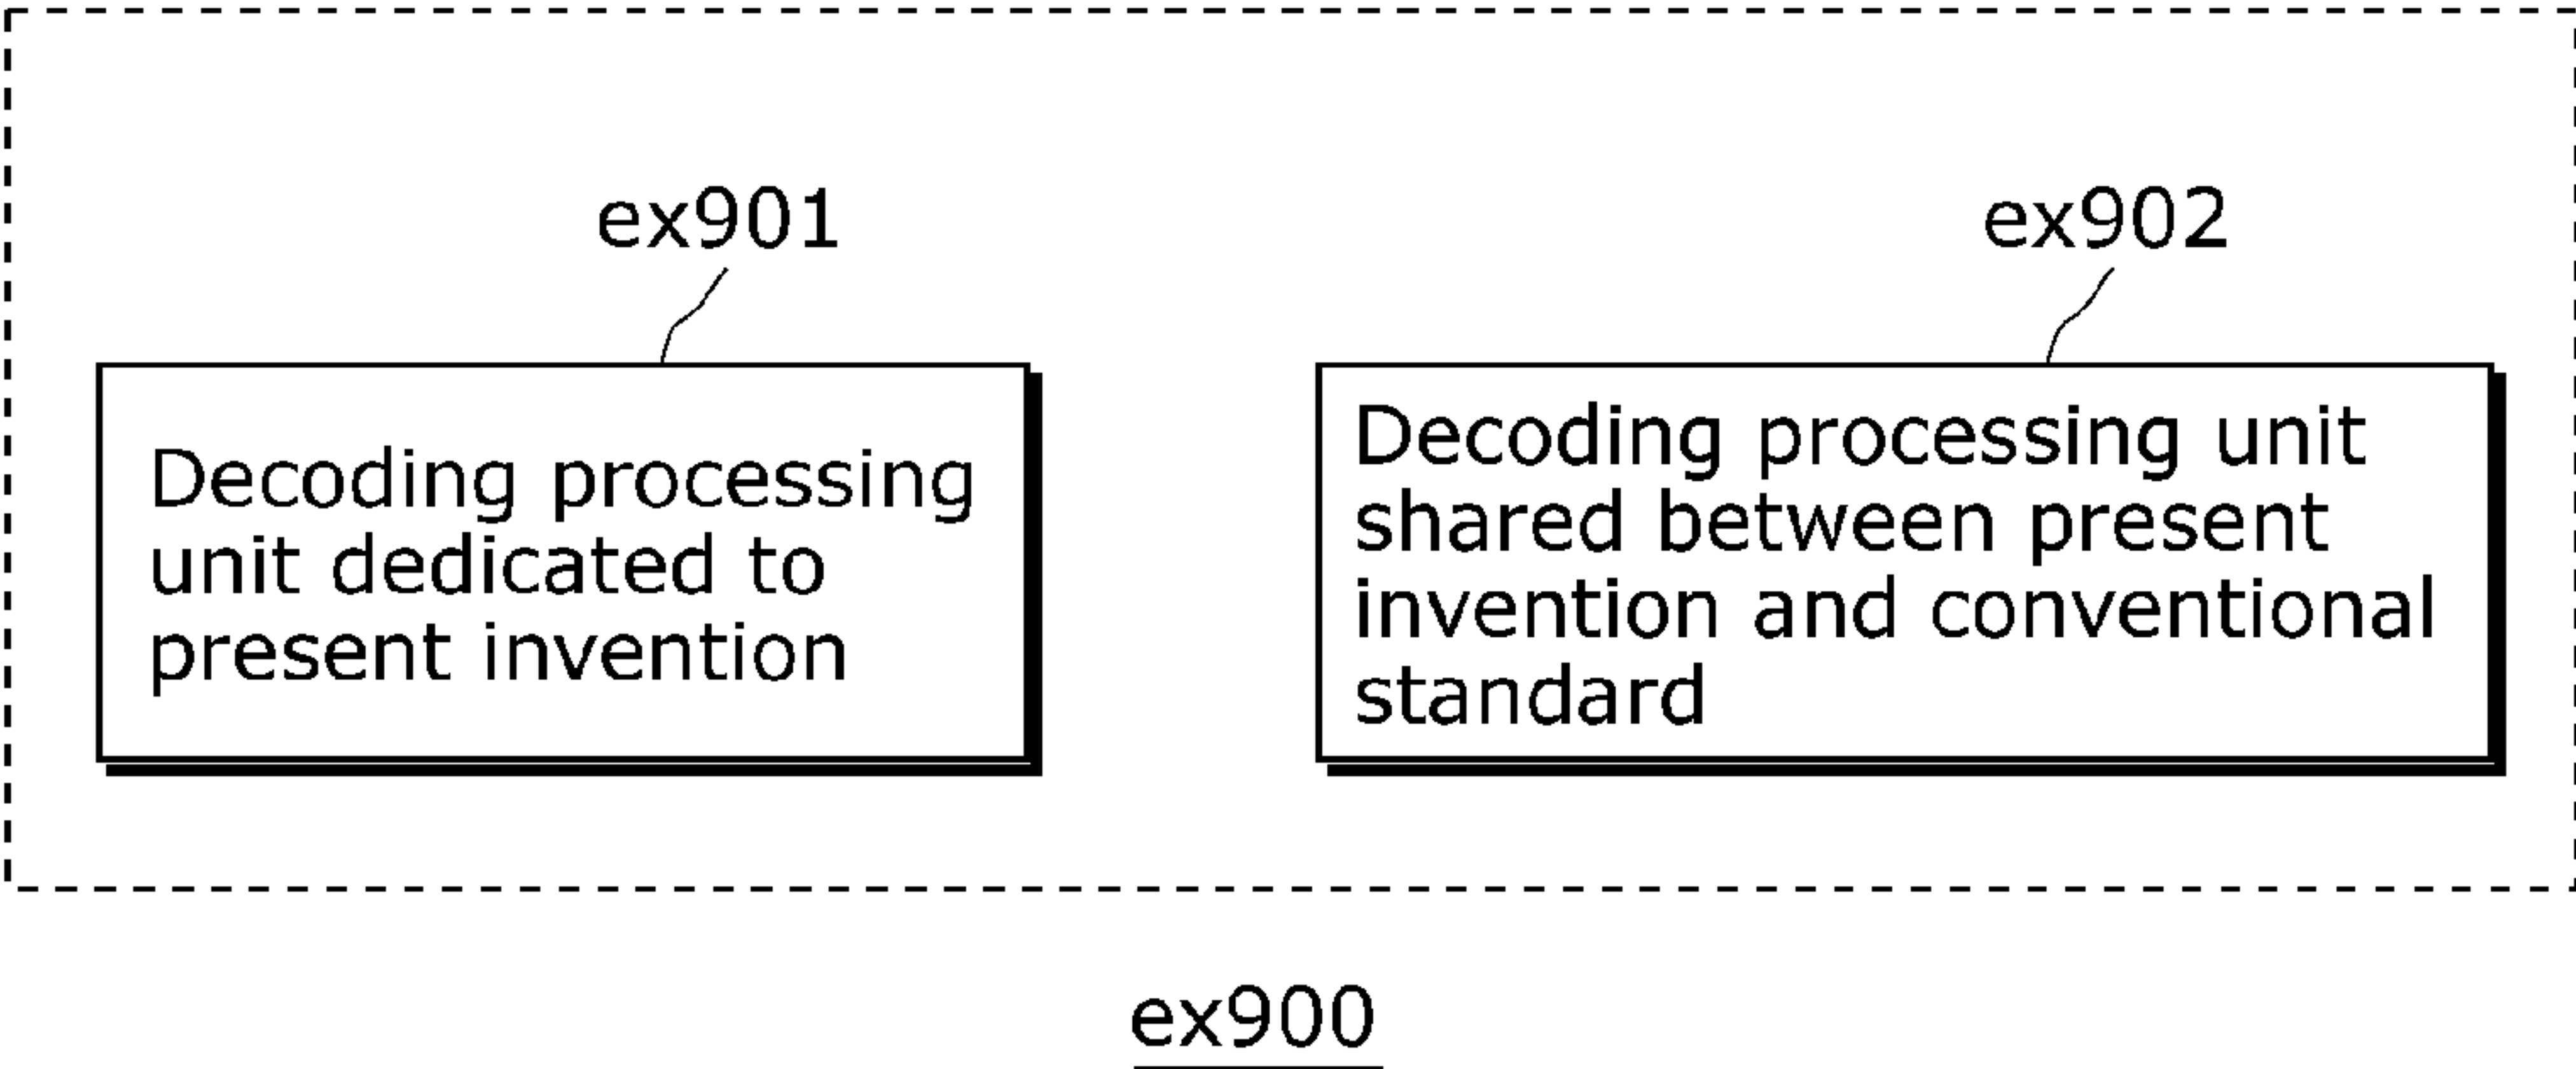 ex901
ex902
Decoding processing
unit dedicated to
present invention
Decoding processing unit
shared between present
invention and conventional
standard
ex900